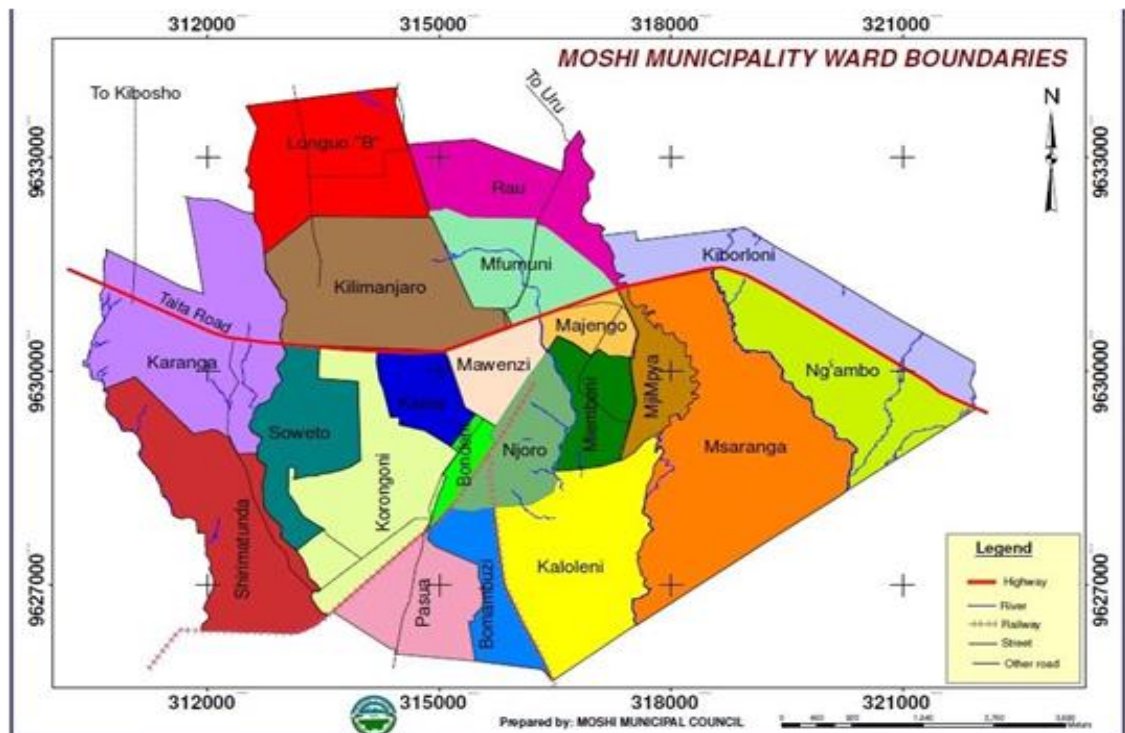 312000 315000 318000 321000
MOSHI MUNICIPALITY WARD BOUNDARIES
To Kibosho
To Uru
N
9633000 9633000
Longuo "B"
Rau
Kiborloni
Mfumuni
Kilimanjaro
Taifa Road
Majengo
9630000 9630000
Karanga
Mawenzi
MjiMpya
Ng'ambo
Miembeni
Soweto
Bondeni
Njoro
Msaranga
Korongoni
Shirimatunda
Kaloleni
Pasua
Bomambuzi
9627000 9627000
Legend
Highway
River
Railway
Street
Other road
312000 315000 318000 321000
Prepared by: MOSHI MUNICIPAL COUNCIL
Meters